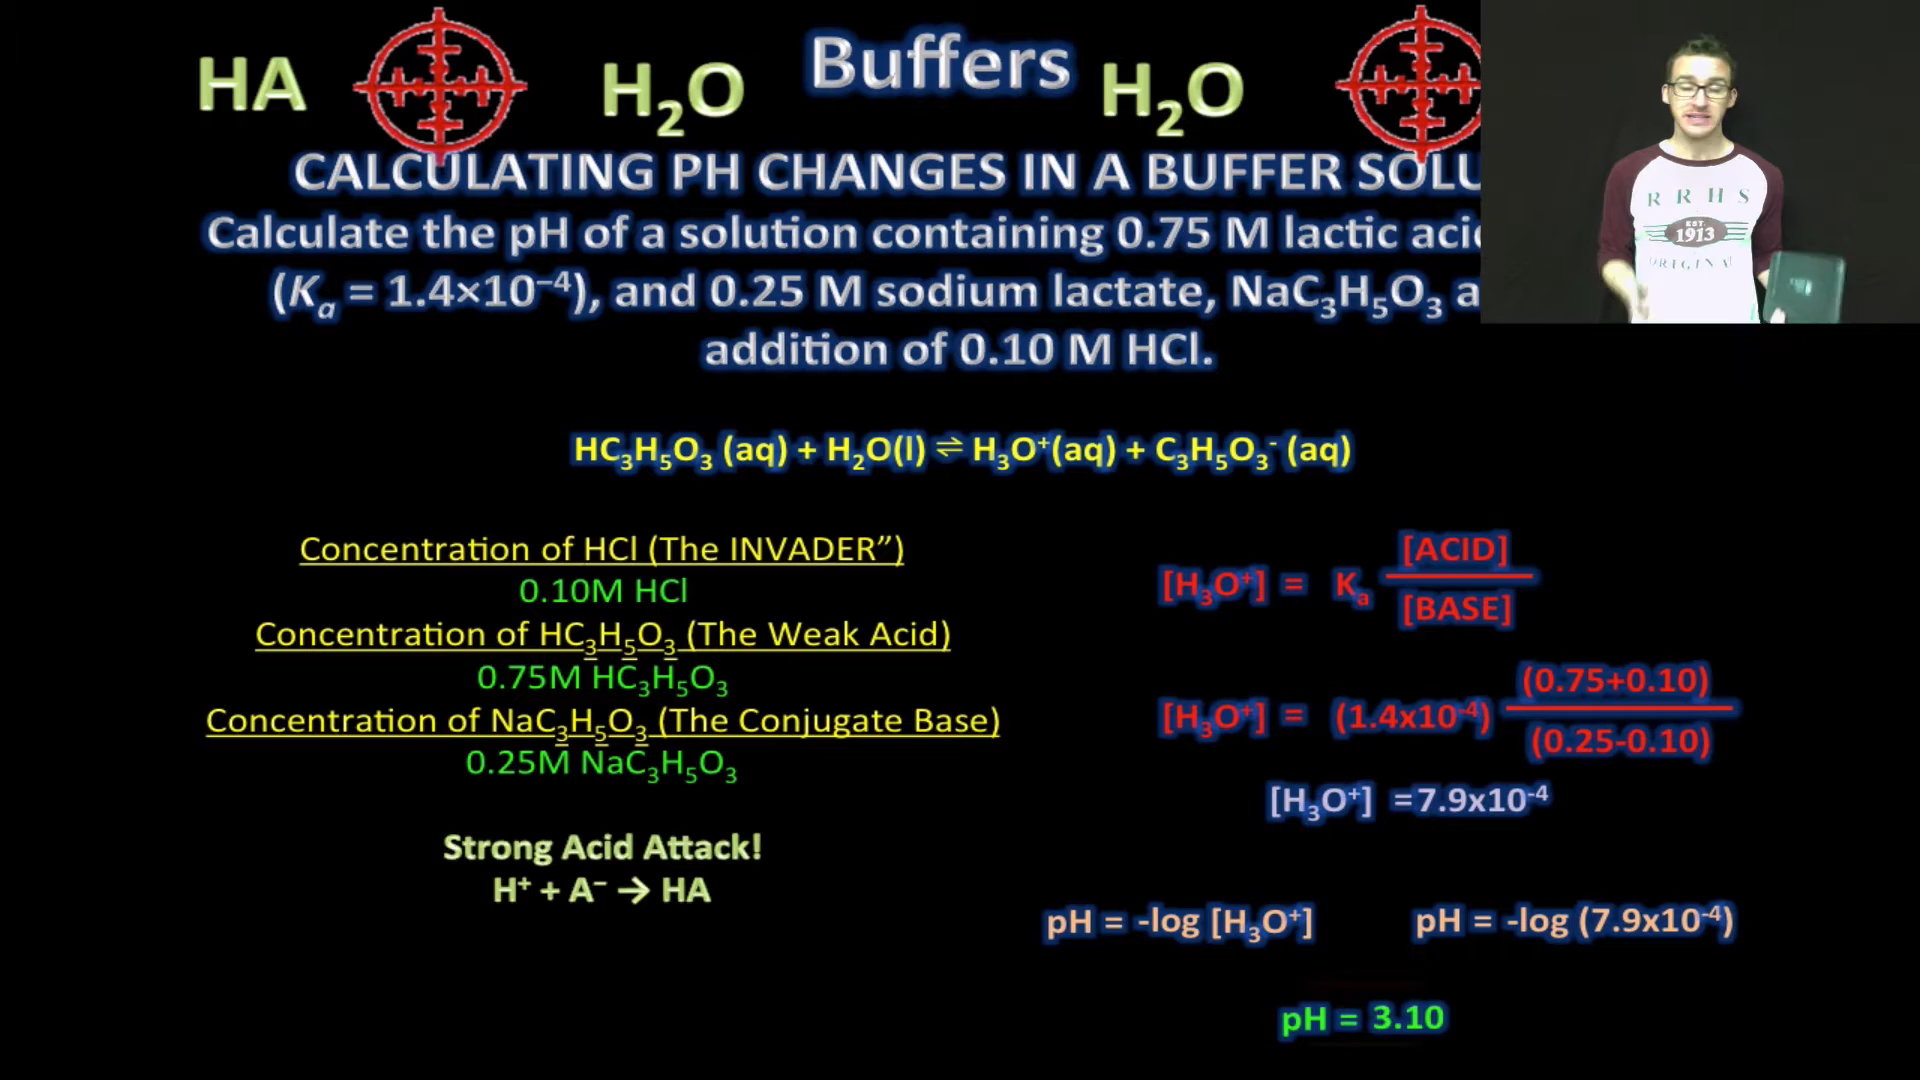 Buffers
HA H₂O H₂O
CALCULATING PH CHANGES IN A BUFFER SOLU
Calculate the pH of a solution containing 0.75 M lactic acid
(Kₐ = 1.4×10⁻⁴), and 0.25 M sodium lactate, NaC₃H₅O₃ a
addition of 0.10 M HCl.
RRHS
EST.
1913
ORIGINAL
HC₃H₅O₃ (aq) + H₂O(l) ⇌ H₃O⁺(aq) + C₃H₅O₃⁻ (aq)
Concentration of HCl (The INVADER”)
0.10M HCl
Concentration of HC₃H₅O₃ (The Weak Acid)
0.75M HC₃H₅O₃
Concentration of NaC₃H₅O₃ (The Conjugate Base)
0.25M NaC₃H₅O₃
Strong Acid Attack!
H⁺ + A⁻ → HA
[H₃O⁺] = Kₐ [ACID]
[BASE]
[H₃O⁺] = (1.4x10⁻⁴) (0.75+0.10)
(0.25-0.10)
[H₃O⁺] =7.9x10⁻⁴
pH = -log [H₃O⁺] pH = -log (7.9x10⁻⁴)
pH = 3.10